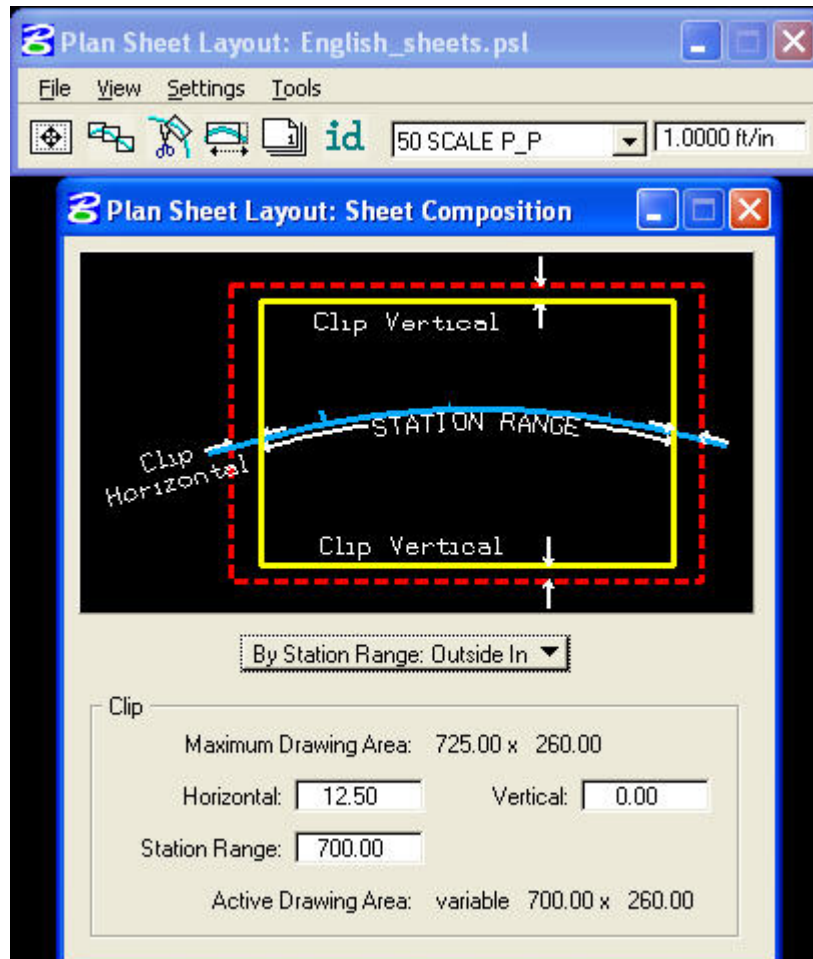 Plan Sheet Layout: English_sheets.psl
File View Settings Tools
1 id 50 SCALE P_P 1.0000 ft/in
Plan Sheet Layout: Sheet Composition
Clip Vertical
STATION RANGE
Clip
Horizontal
Clip Vertical
By Station Range: Outside In
Clip
Maximum Drawing Area: 725.00 x 260.00
Horizontal: 12.50 Vertical: 0.00
Station Range: 700.00
Active Drawing Area: variable 700.00 x 260.00